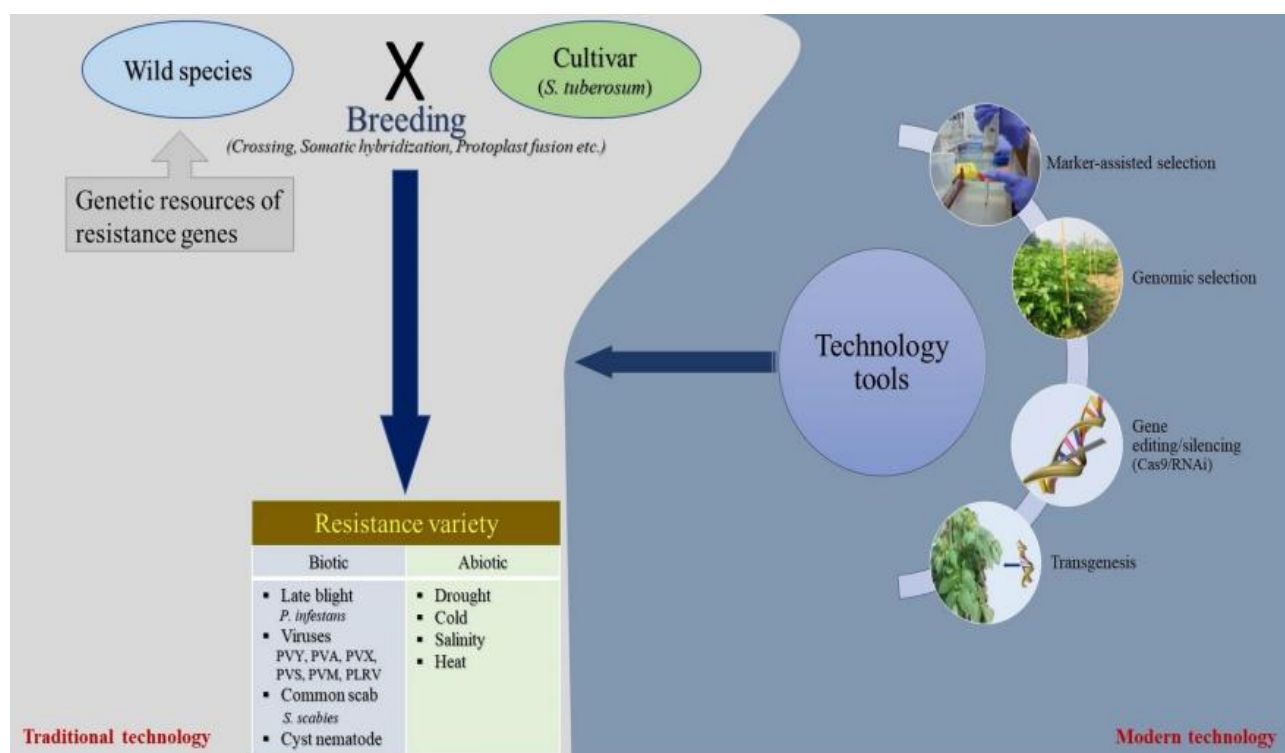 Wild species
X
Cultivar
(S. tuberosum)
Breeding
(Crossing, Somatic hybridization, Protoplast fusion etc.)
Genetic resources of
resistance genes
Resistance variety
Biotic
Abiotic
▪ Late blight
P. infestans
▪ Viruses
PVY, PVA, PVX,
PVS, PVM, PLRV
▪ Common scab
S. scabies
▪ Cyst nematode
▪ Drought
▪ Cold
▪ Salinity
▪ Heat
Traditional technology
Technology
tools
Marker-assisted selection
Genomic selection
Gene
editing/silencing
(Cas9/RNAi)
Transgenesis
Modern technology